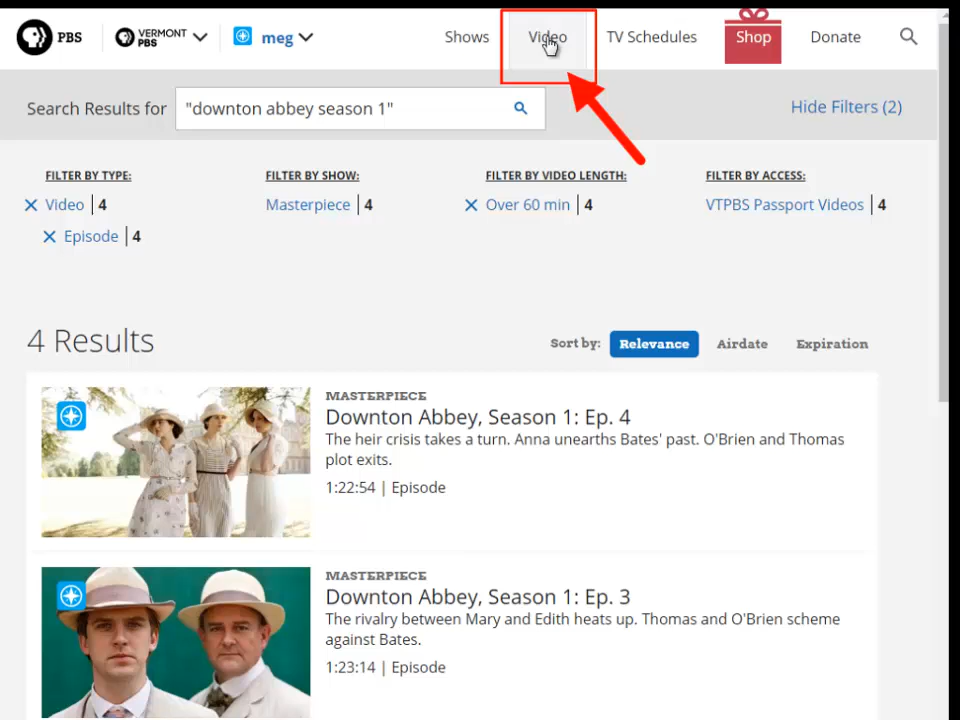 PBS VERMONT PBS meg Shows Video TV Schedules Shop Donate
Search Results for "downton abbey season 1" Hide Filters (2)
FILTER BY TYPE: FILTER BY SHOW: FILTER BY VIDEO LENGTH: FILTER BY ACCESS:
Video | 4 Masterpiece | 4 Over 60 min | 4 VTPBS Passport Videos | 4
Episode | 4
4 Results Sort by: Relevance Airdate Expiration
MASTERPIECE
Downton Abbey, Season 1: Ep. 4
The heir crisis takes a turn. Anna unearths Bates' past. O'Brien and Thomas
plot exits.
1:22:54 | Episode
MASTERPIECE
Downton Abbey, Season 1: Ep. 3
The rivalry between Mary and Edith heats up. Thomas and O'Brien scheme
against Bates.
1:23:14 | Episode